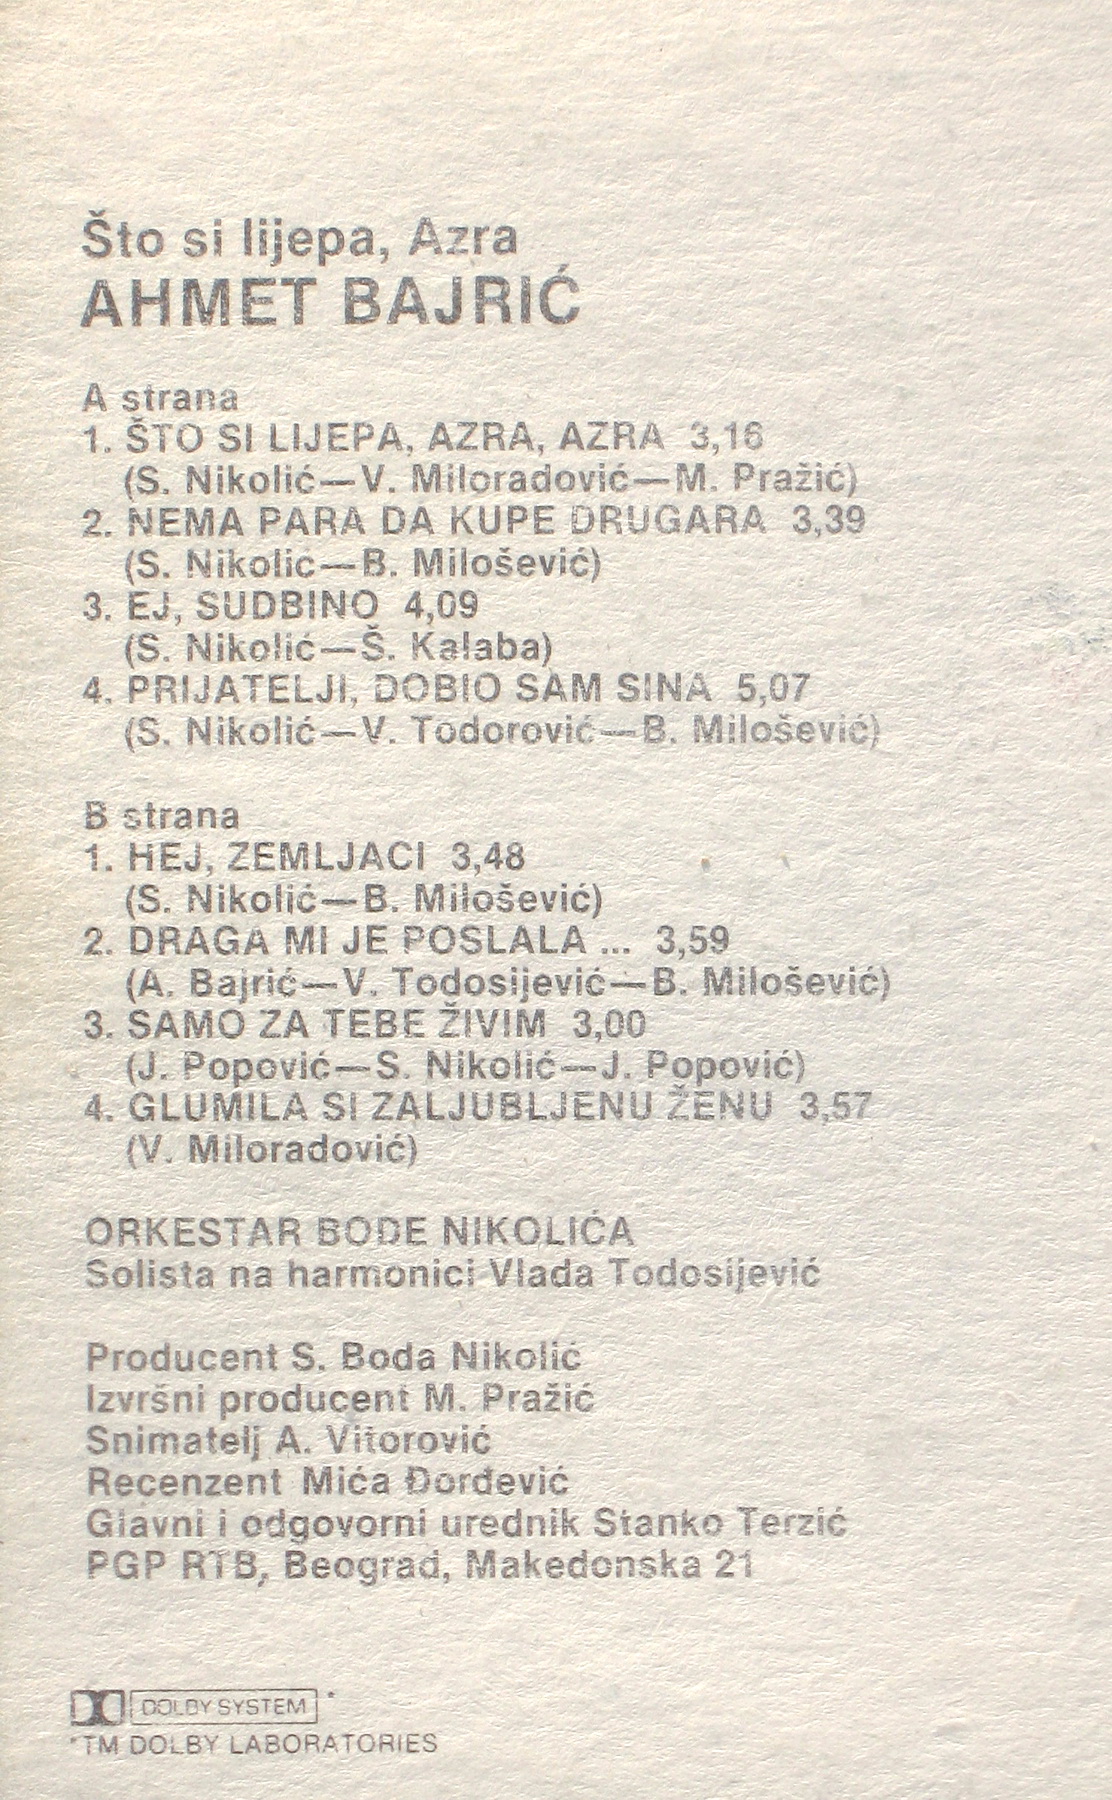 Što si lijepa, Azra
AHMET BAJRIĆ
A strana
1. ŠTO SI LIJEPA, AZRA, AZRA 3,16
(S. Nikolić—V. Miloradović—M. Pražić)
2. NEMA PARA DA KUPE DRUGARA 3,39
(S. Nikolić—B. Milošević)
3. EJ, SUDBINO 4,09
(S. Nikolić—Š. Kalaba)
4. PRIJATELJI, DOBIO SAM SINA 5,07
(S. Nikolić—V. Todorović—B. Milošević)
B strana
1. HEJ, ZEMLJACI 3,48
(S. Nikolić—B. Milošević)
2. DRAGA MI JE POSLALA ... 3,59
(A. Bajrić—V. Todosijević—B. Milošević)
3. SAMO ZA TEBE ŽIVIM 3,00
(J. Popović—S. Nikolić—J. Popović)
4. GLUMILA SI ZALJUBLJENU ŽENU 3,57
(V. Miloradović)
ORKESTAR BODE NIKOLIĆA
Solista na harmonici Vlada Todosijević
Producent S. Boda Nikolić
Izvršni producent M. Pražić
Snimatelj A. Vitorović
Recenzent Mića Đorđević
Glavni i odgovorni urednik Stanko Terzić
PGP RTB, Beograd, Makedonska 21
DOLBY SYSTEM *
*TM DOLBY LABORATORIES